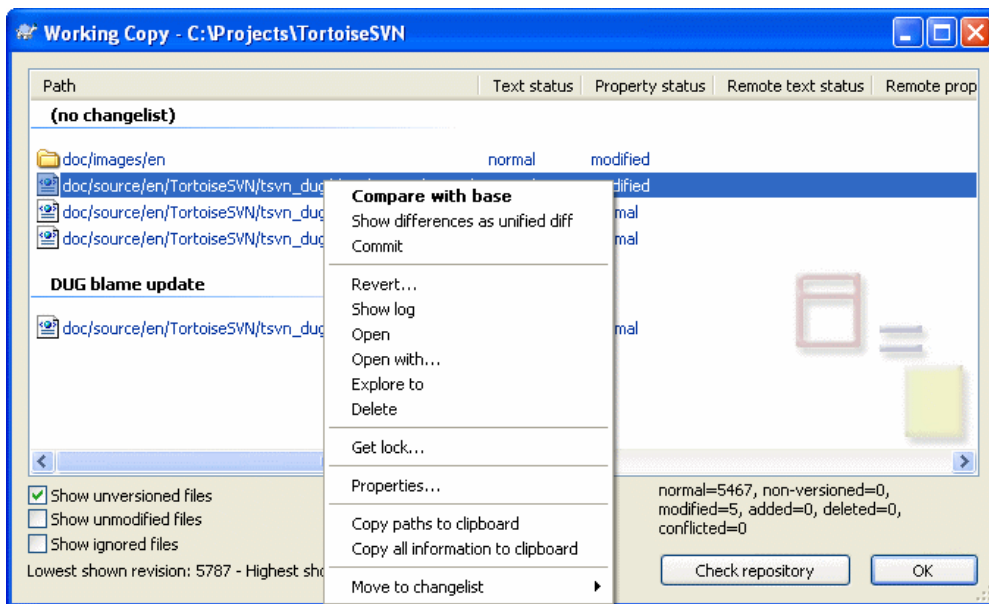 Working Copy - C:\Projects\TortoiseSVN
Path Text status Property status Remote text status Remote prop
(no changelist)
doc/images/en normal modified
doc/source/en/TortoiseSVN/tsvn_dug
doc/source/en/TortoiseSVN/tsvn_dug
doc/source/en/TortoiseSVN/tsvn_dug
DUG blame update
doc/source/en/TortoiseSVN/tsvn_dug
Compare with base
Show differences as unified diff
Commit
Revert...
Show log
Open
Open with...
Explore to
Delete
Get lock...
Properties...
Copy paths to clipboard
Copy all information to clipboard
Move to changelist
Show unversioned files
Show unmodified files
Show ignored files
Lowest shown revision: 5787 - Highest sho
normal=5467, non-versioned=0,
modified=5, added=0, deleted=0,
conflicted=0
Check repository
OK